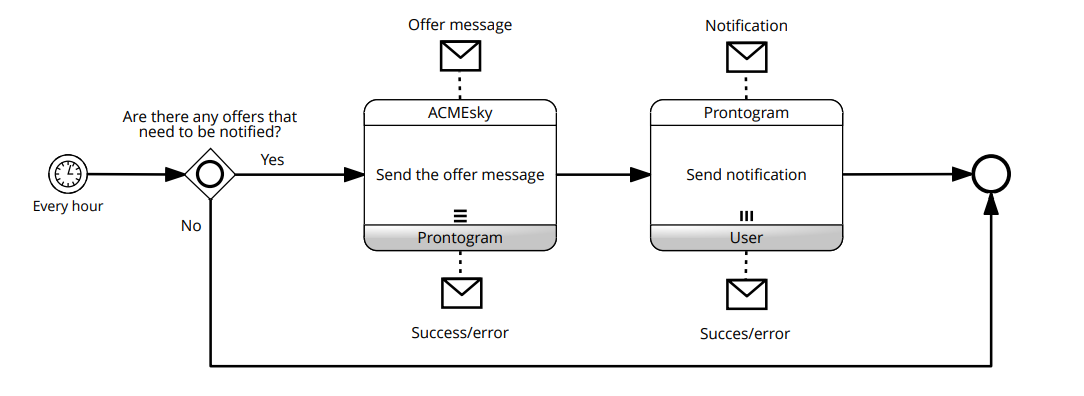 Offer message
Notification
Are there any offers that
need to be notified?
ACMEsky
Prontogram
Yes
Send the offer message
Send notification
Every hour
No
Prontogram
User
Success/error
Succes/error